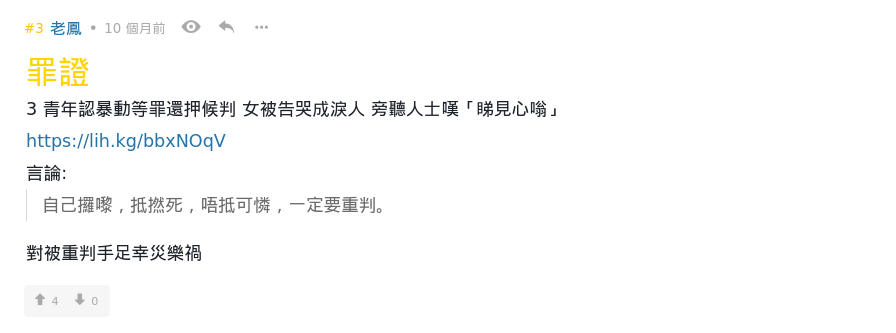 #3 老鳳 • 10 個月前
罪證
3 青年認暴動等罪還押候判 女被告哭成淚人 旁聽人士嘆「睇見心嗡」
https://lih.kg/bbxNOqV
言論:
自己攞嚟，抵撚死，唔抵可憐，一定要重判。
對被重判手足幸災樂禍
4 0